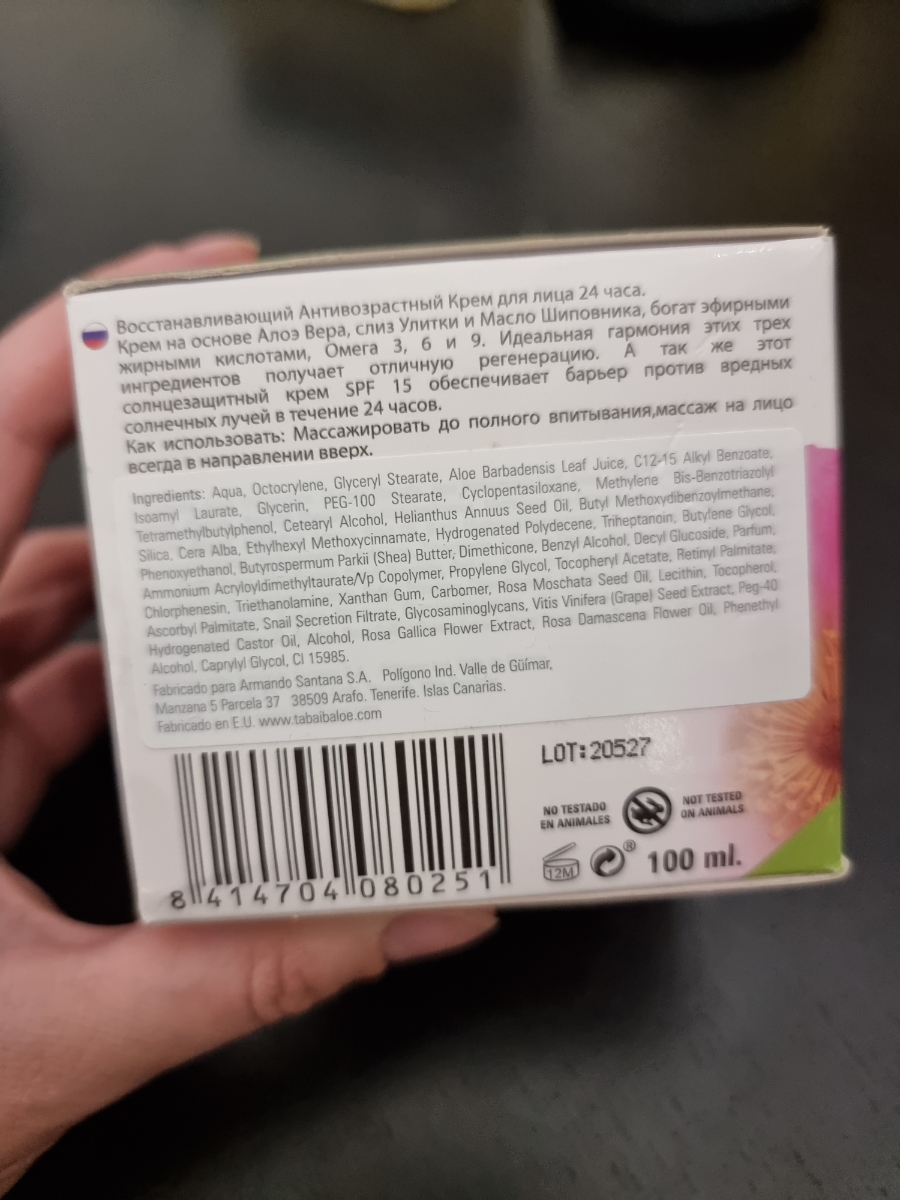 Восстанавливающий Антивозрастный Крем для лица 24 часа.
Крем на основе Алоэ Вера, слиз Улитки и Масло Шиповника, богат эфирными
жирными кислотами, Омега 3, 6 и 9. Идеальная гармония этих трех
ингредиентов получает отличную регенерацию. А так же этот
солнцезащитный крем SPF 15 обеспечивает барьер против вредных
солнечных лучей в течение 24 часов.
Как использовать: Массажировать до полного впитывания,массаж на лицо
всегда в направлении вверх.
Ingredients: Aqua, Octocrylene, Glyceryl Stearate, Aloe Barbadensis Leaf Juice, C12-15 Alkyl Benzoate,
Isoamyl Laurate, Glycerin, PEG-100 Stearate, Cyclopentasiloxane, Methylene Bis-Benzotriazolyl
Tetramethylbutylphenol, Cetearyl Alcohol, Helianthus Annuus Seed Oil, Butyl Methoxydibenzoylmethane,
Silica, Cera Alba, Ethylhexyl Methoxycinnamate, Hydrogenated Polydecene, Triheptanoin, Butylene Glycol,
Phenoxyethanol, Butyrospermum Parkii (Shea) Butter, Dimethicone, Benzyl Alcohol, Decyl Glucoside, Parfum,
Ammonium Acryloyldimethyltaurate/Vp Copolymer, Propylene Glycol, Tocopheryl Acetate, Retinyl Palmitate,
Chlorphenesin, Triethanolamine, Xanthan Gum, Carbomer, Rosa Moschata Seed Oil, Lecithin, Tocopherol,
Ascorbyl Palmitate, Snail Secretion Filtrate, Glycosaminoglycans, Vitis Vinifera (Grape) Seed Extract, Peg-40
Hydrogenated Castor Oil, Alcohol, Rosa Gallica Flower Extract, Rosa Damascena Flower Oil, Phenethyl
Alcohol, Caprylyl Glycol, CI 15985.
Fabricado para Armando Santana S.A. Polígono Ind. Valle de Güímar,
Manzana 5 Parcela 37 38509 Arafo. Tenerife. Islas Canarias.
Fabricado en E.U. www.tabaibaloe.com
LOT:20527
NO TESTADO
EN ANIMALES
NOT TESTED
ON ANIMALS
12M
® 100 ml.
8 414704 080251